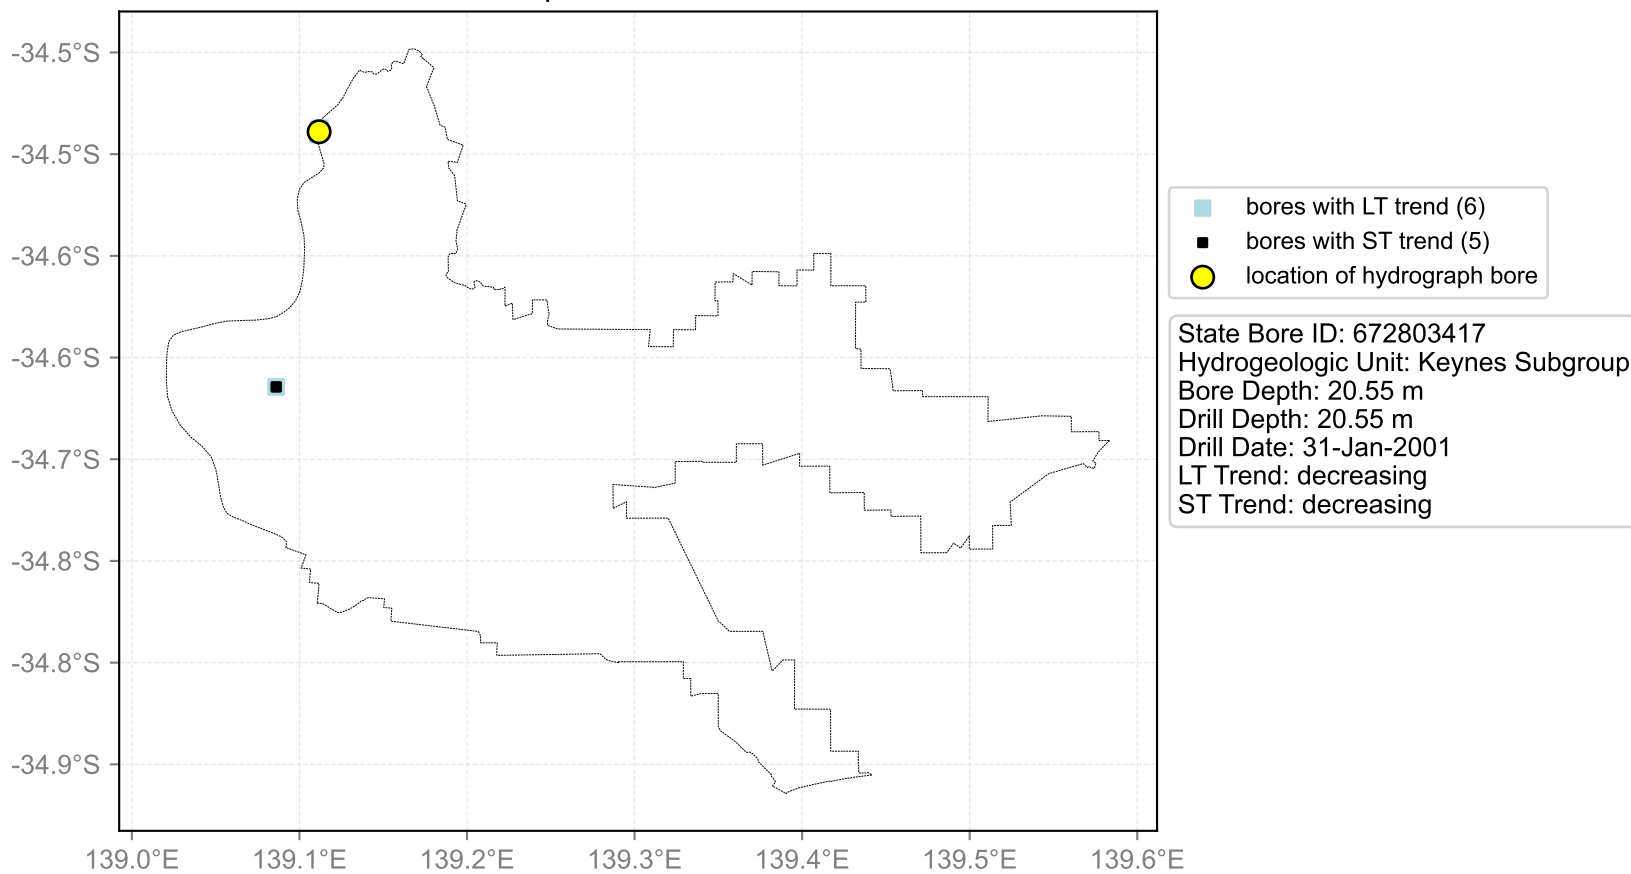 -34.5°S
-34.5°S
-34.6°S
-34.6°S
-34.7°S
-34.8°S
-34.8°S
-34.9°S
139.0°E 139.1°E 139.2°E 139.3°E 139.4°E 139.5°E 139.6°E
bores with LT trend (6)
bores with ST trend (5)
location of hydrograph bore
State Bore ID: 672803417
Hydrogeologic Unit: Keynes Subgroup
Bore Depth: 20.55 m
Drill Depth: 20.55 m
Drill Date: 31-Jan-2001
LT Trend: decreasing
ST Trend: decreasing